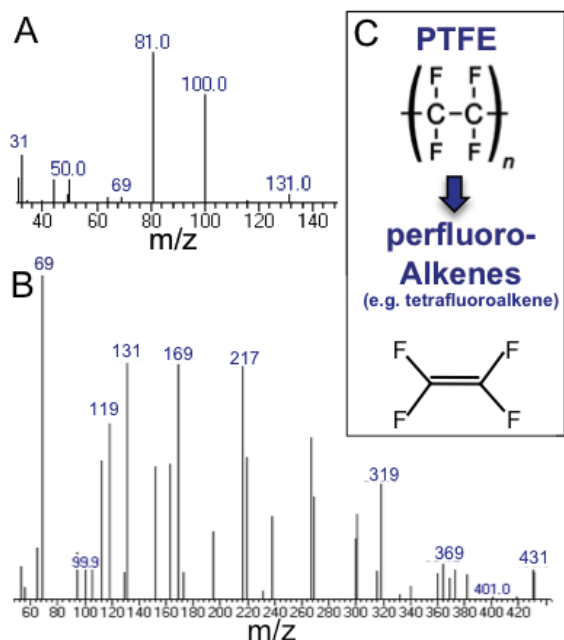 A
81.0
100.0
31
50.0
69
131.0
40 60 80 100 120 140
m/z
B
69
131
169
217
119
99.9
319
369
431
401.0
60 80 100 120 140 160 180 200 220 240 260 280 300 320 340 360 380 400 420
m/z
C
PTFE
F F
C C
F F
n
perfluoro-
Alkenes
(e.g. tetrafluoroalkene)
F F
F F